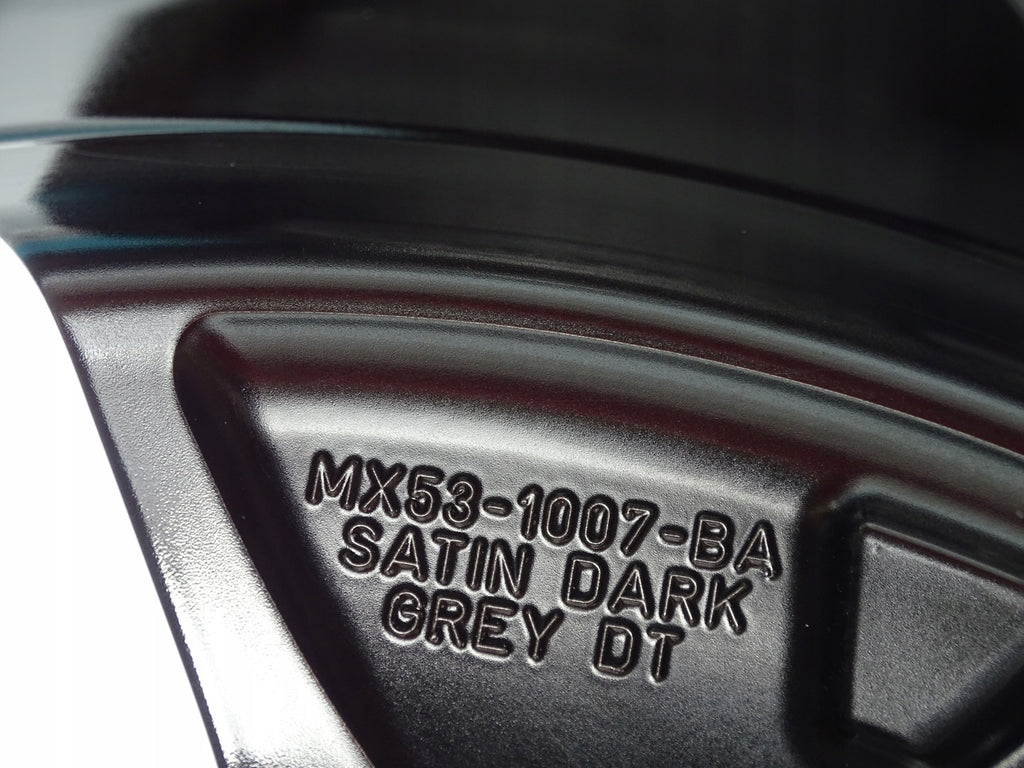 MX53-1007-BA
SATIN DARK
GREY DT